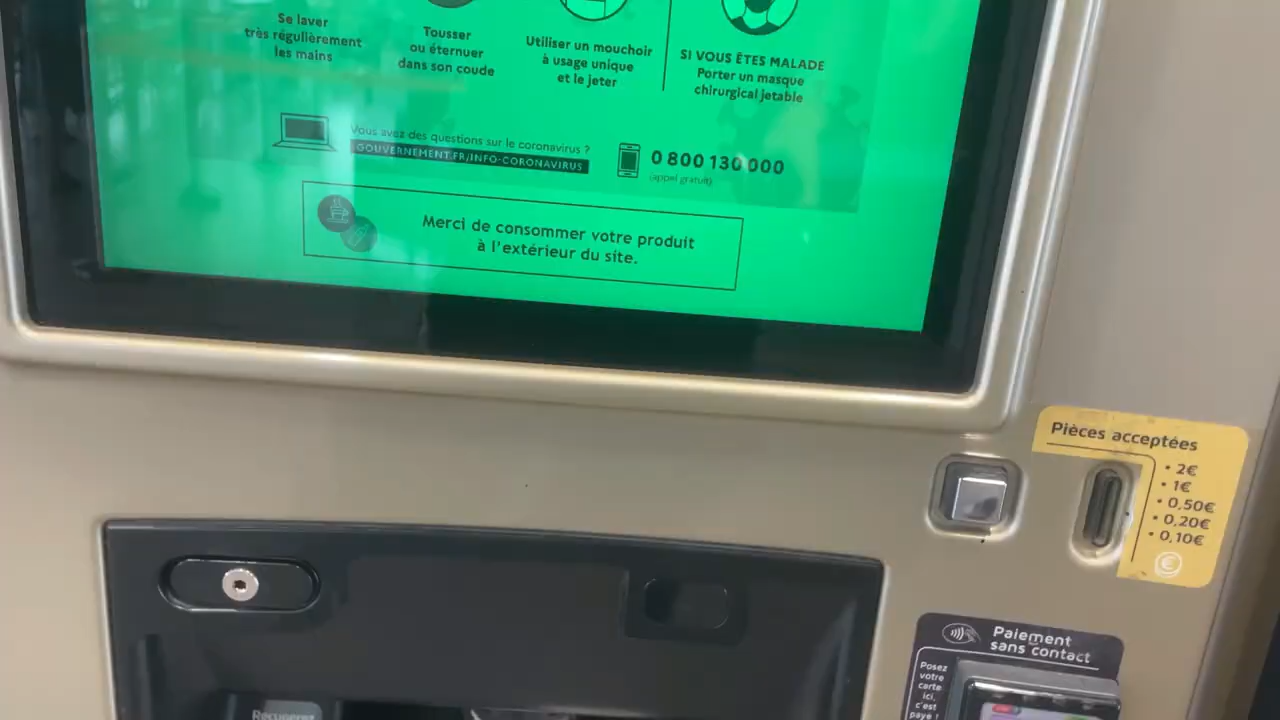 Se laver
très régulièrement
les mains
Tousser
ou éternuer
dans son coude
Utiliser un mouchoir
à usage unique
et le jeter
SI VOUS ÊTES MALADE
Porter un masque
chirurgical jetable
Vous avez des questions sur le coronavirus ?
GOUVERNEMENT.FR/INFO-CORONAVIRUS
0 800 130 000
(appel gratuit)
Merci de consommer votre produit
à l'extérieur du site.
Pièces acceptées
• 2€
• 1€
• 0,50€
• 0,20€
• 0,10€
€
Paiement
sans contact
Posez
votre
carte
ici,
c'est
payé !
Récupérez